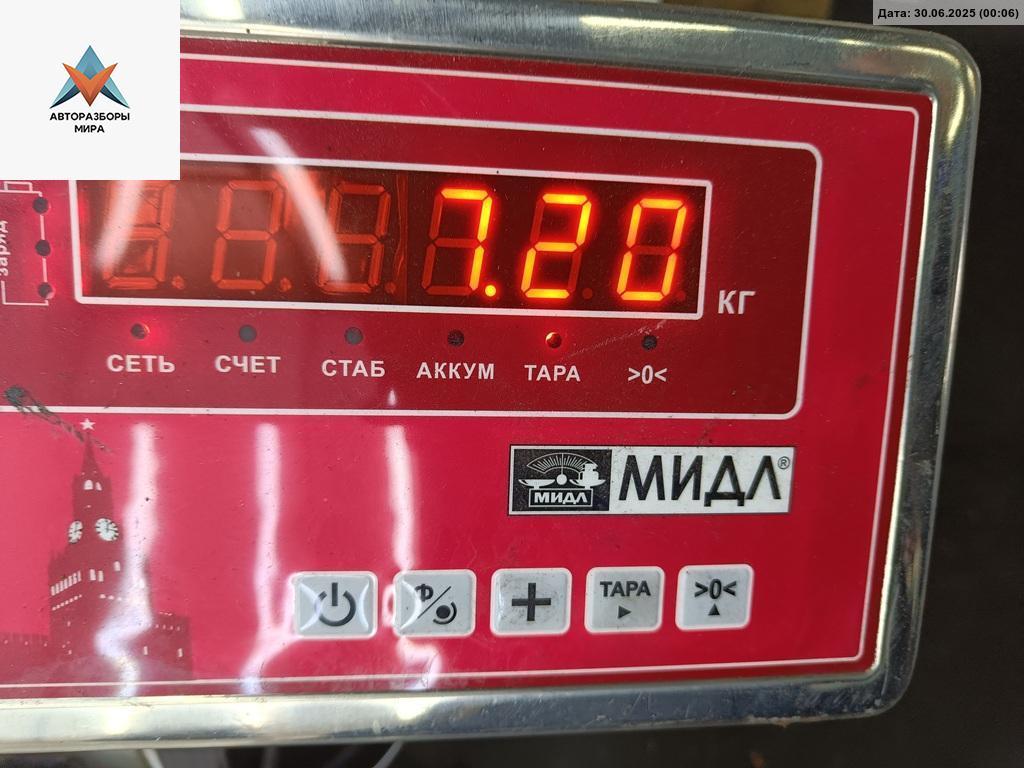 Дата: 30.06.2025 (00:06)
АВТОРАЗБОРЫ
МИРА
заряд
7.20
КГ
СЕТЬ СЧЕТ СТАБ АККУМ ТАРА >0<
МИДЛ МИДЛ®
Ф ТАРА >0<